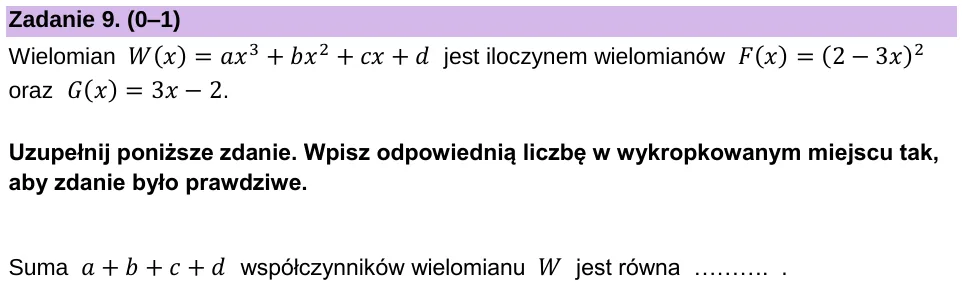 Zadanie 9. (0–1)
Wielomian W(x) = ax³ + bx² + cx + d jest iloczynem wielomianów F(x) = (2 − 3x)²
oraz G(x) = 3x − 2.
Uzupełnij poniższe zdanie. Wpisz odpowiednią liczbę w wykropkowanym miejscu tak,
aby zdanie było prawdziwe.
Suma a + b + c + d współczynników wielomianu W jest równa .......... .